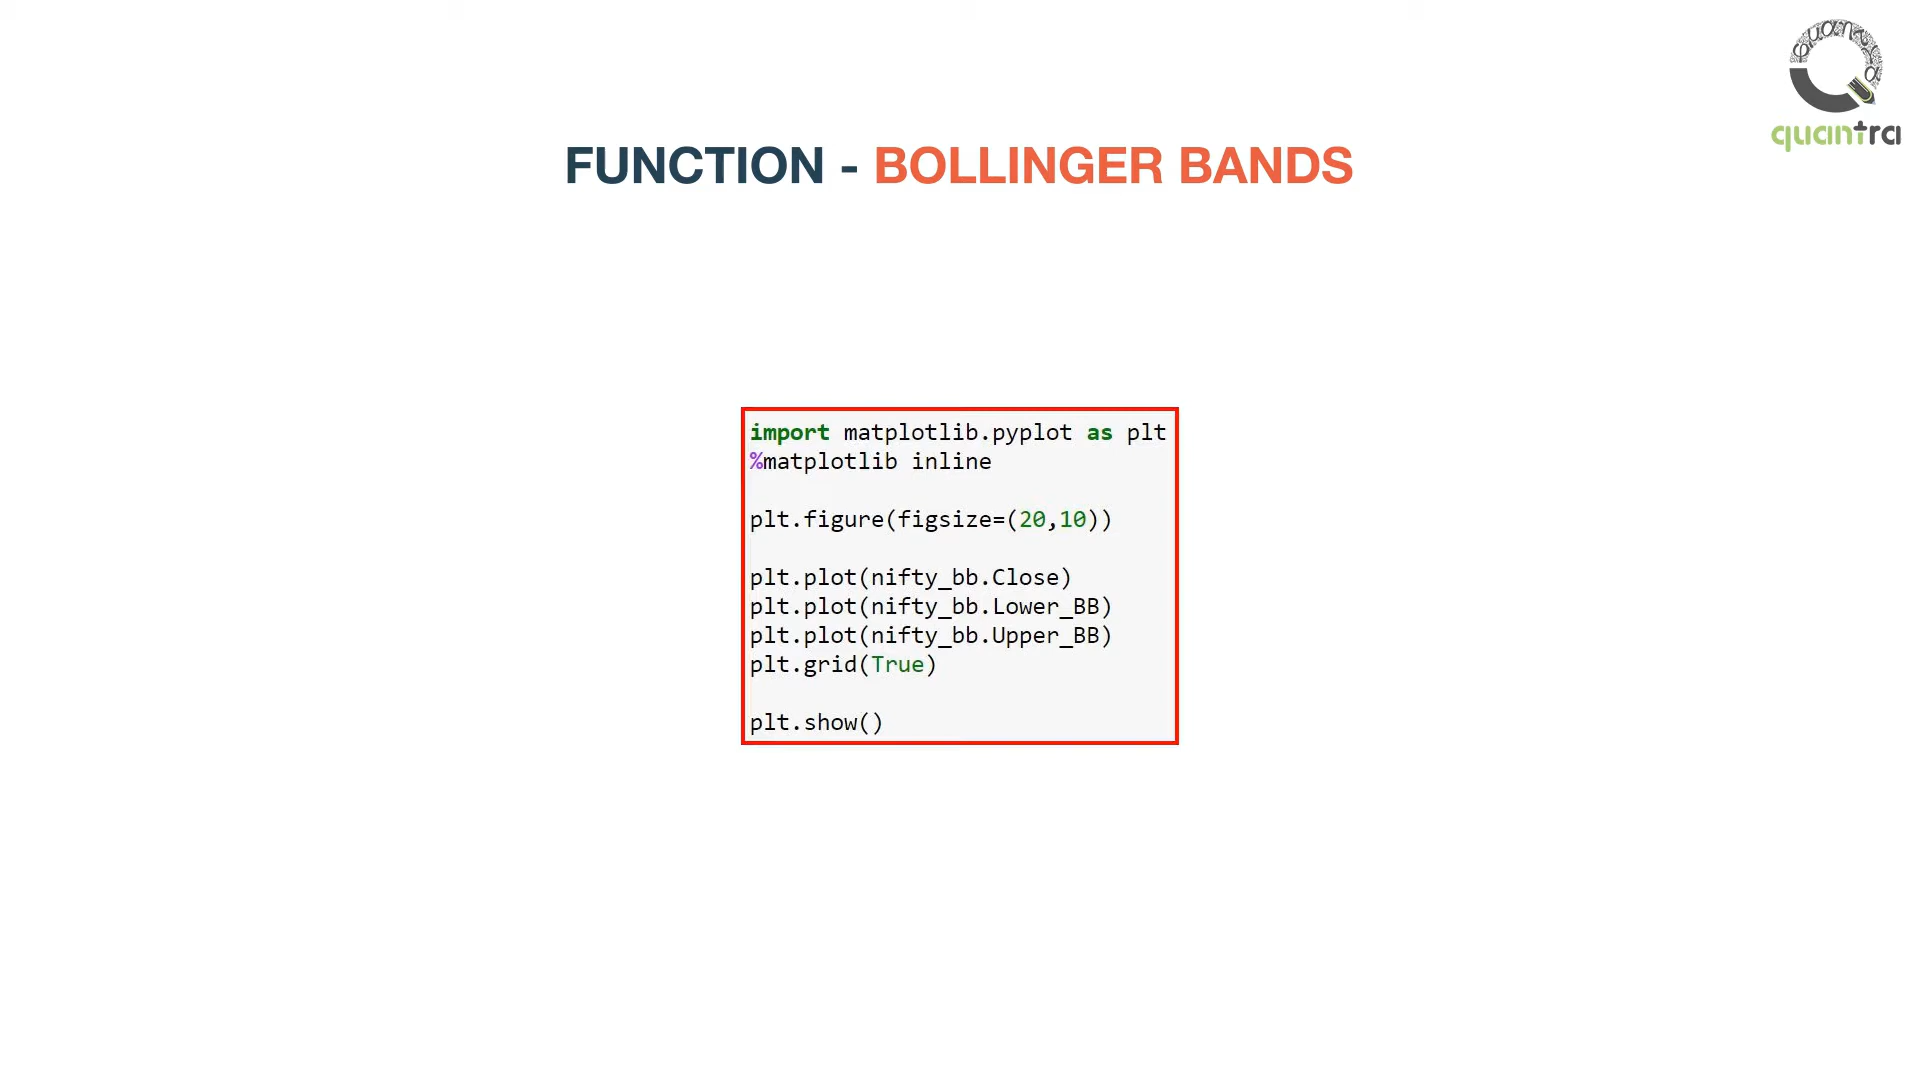 quantra
quantra
FUNCTION - BOLLINGER BANDS
import matplotlib.pyplot as plt
%matplotlib inline
plt.figure(figsize=(20,10))
plt.plot(nifty_bb.Close)
plt.plot(nifty_bb.Lower_BB)
plt.plot(nifty_bb.Upper_BB)
plt.grid(True)
plt.show()